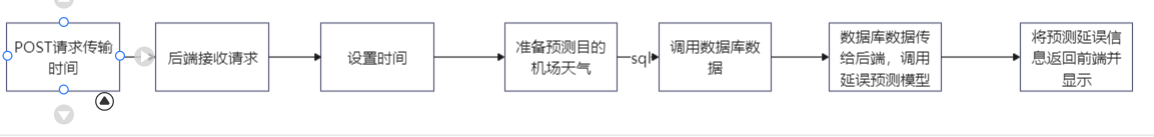 POST请求传输
时间
后端接收请求
设置时间
准备预测目的
机场天气
sql
调用数据库数
据
数据库数据传
给后端，调用
延误预测模型
将预测延误信
息返回前端并
显示